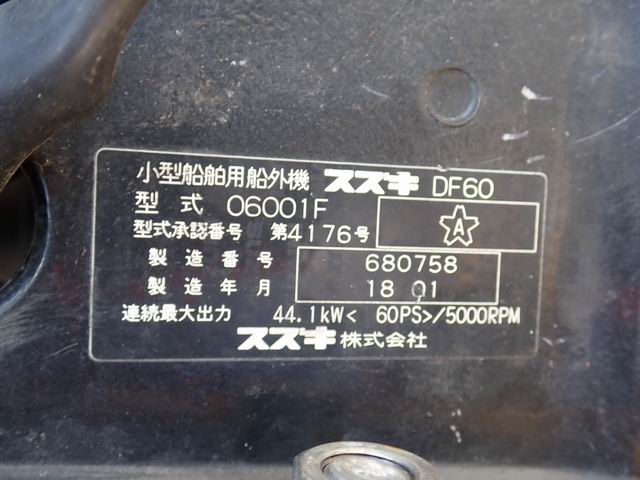 小型船舶用船外機 スズキ DF60
型式 06001F
A
型式承認番号 第4176号
製造番号 680758
製造年月 18 01
連続最大出力 44.1kW< 60PS>/5000RPM
スズキ株式会社